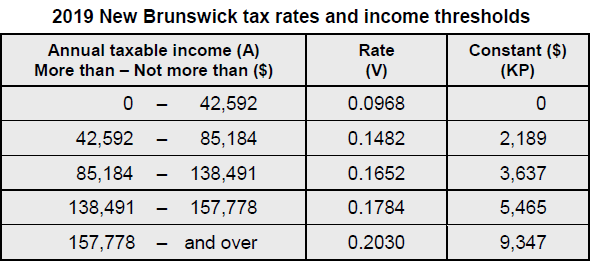 2019 New Brunswick tax rates and income thresholds
Annual taxable income (A) Rate Constant ($)
More than – Not more than ($) (V) (KP)
0 – 42,592 0.0968 0
42,592 – 85,184 0.1482 2,189
85,184 – 138,491 0.1652 3,637
138,491 – 157,778 0.1784 5,465
157,778 – and over 0.2030 9,347